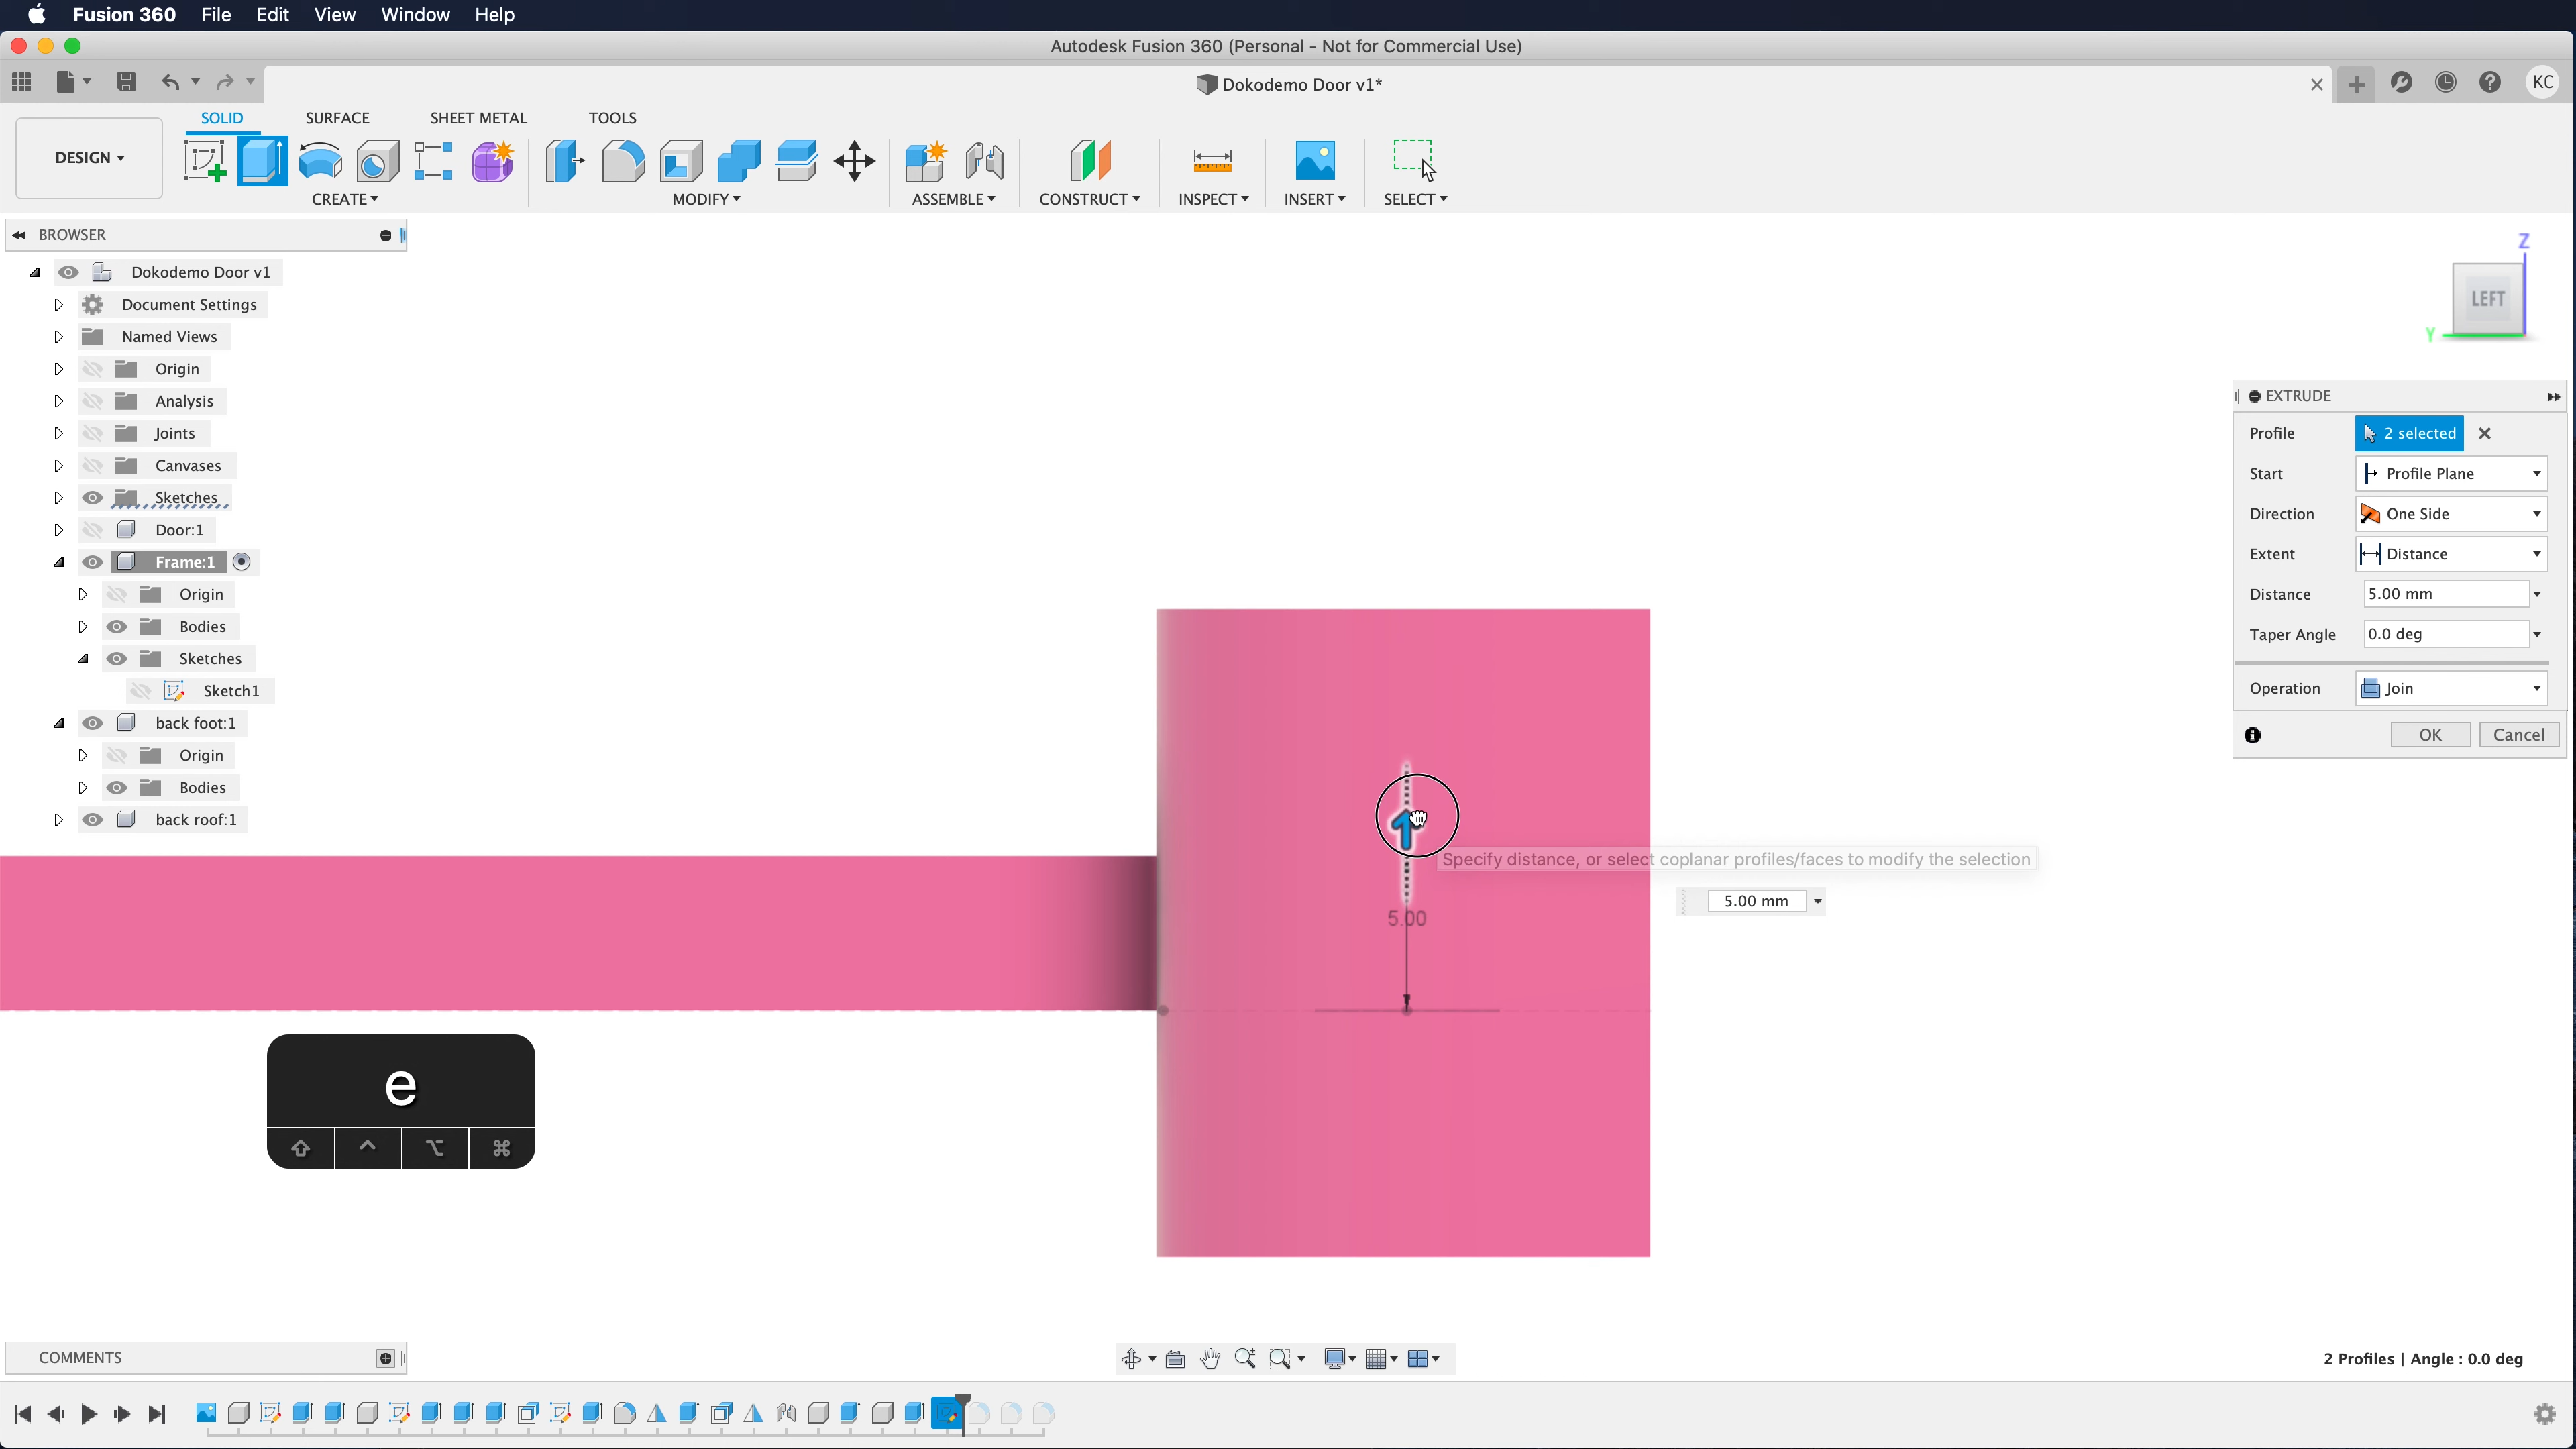 Fusion 360 File Edit View Window Help
Autodesk Fusion 360 (Personal - Not for Commercial Use)
Dokodemo Door v1*
KC
SOLID SURFACE SHEET METAL TOOLS
DESIGN
CREATE MODIFY ASSEMBLE CONSTRUCT INSPECT INSERT SELECT
BROWSER
Dokodemo Door v1
Document Settings
Named Views
Origin
Analysis
Joints
Canvases
Sketches
Door:1
Frame:1
Origin
Bodies
Sketches
Sketch1
back foot:1
Origin
Bodies
back roof:1
Z
LEFT
Y
EXTRUDE
Profile 2 selected
Start Profile Plane
Direction One Side
Extent Distance
Distance 5.00 mm
Taper Angle 0.0 deg
Operation Join
OK Cancel
Specify distance, or select coplanar profiles/faces to modify the selection
5.00 mm
5.00
e
⇧ ^ ⌥ ⌘
COMMENTS
2 Profiles | Angle : 0.0 deg